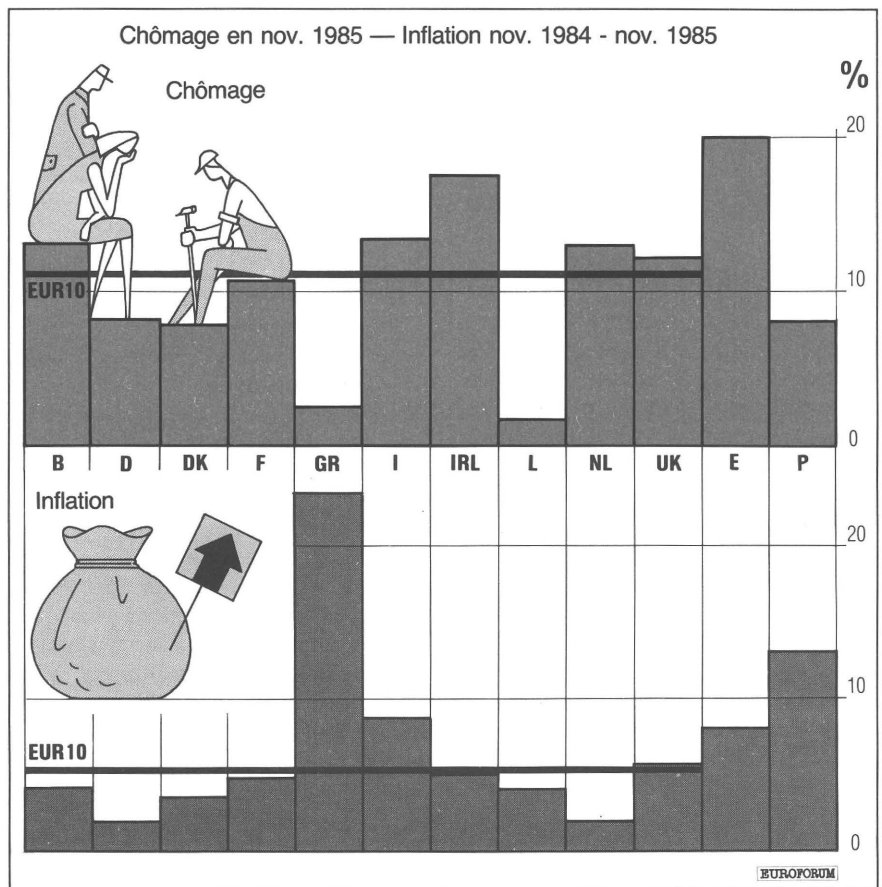 Chômage en nov. 1985 — Inflation nov. 1984 - nov. 1985
%
Chômage
20
EUR10
10
0
B D DK F GR I IRL L NL UK E P
Inflation
20
10
EUR10
0
EUROFORUM